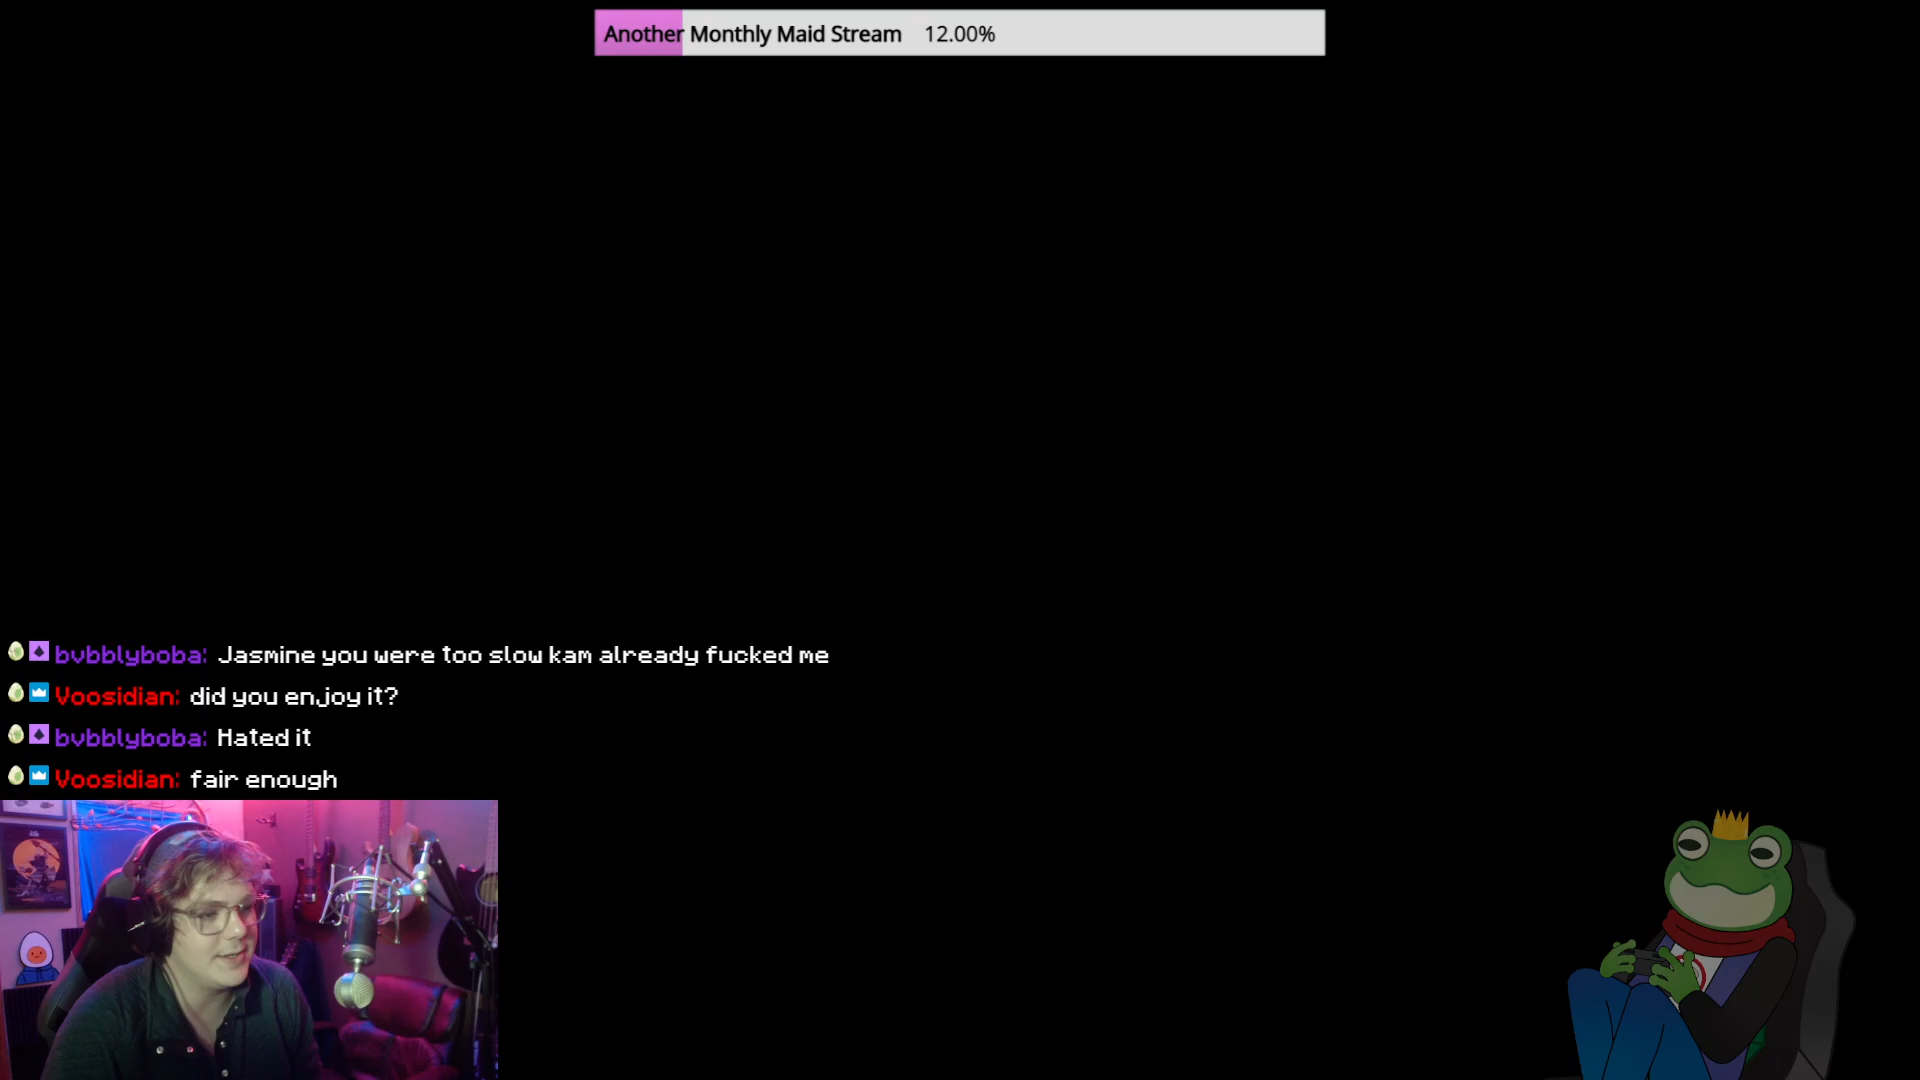 Another Monthly Maid Stream 12.00%
bvbblyboba: Jasmine you were too slow kam already fucked me
Voosidian: did you enjoy it?
bvbblyboba: Hated it
Voosidian: fair enough